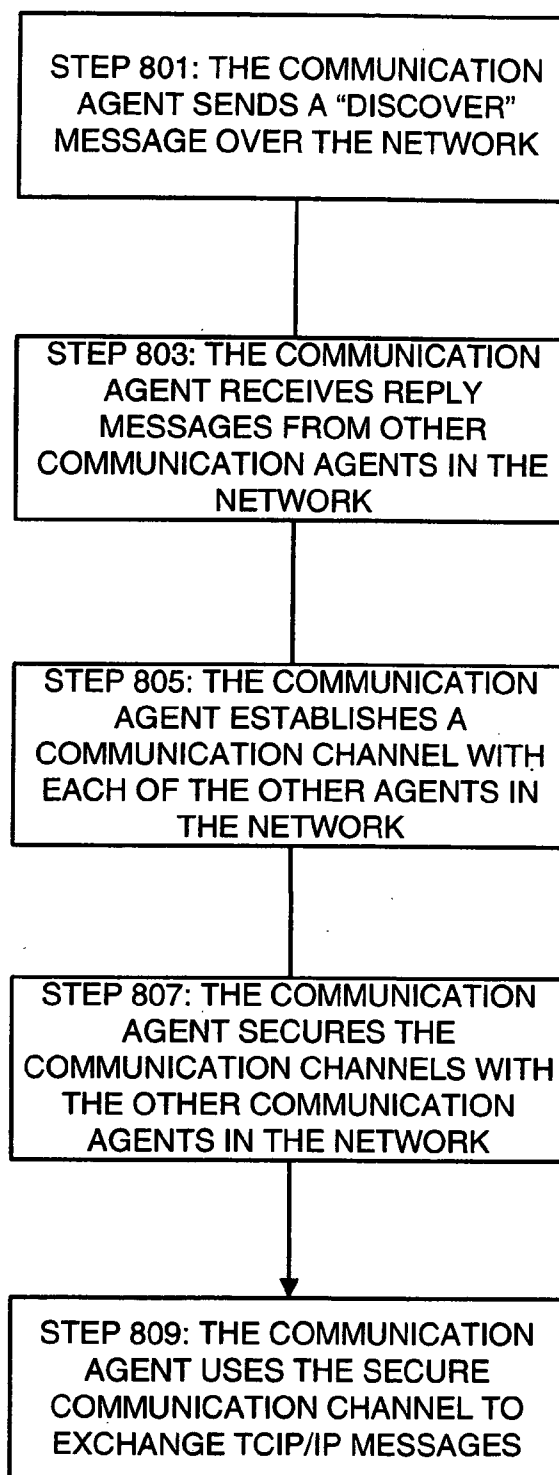 STEP 801: THE COMMUNICATION
AGENT SENDS A “DISCOVER”
MESSAGE OVER THE NETWORK
STEP 803: THE COMMUNICATION
AGENT RECEIVES REPLY
MESSAGES FROM OTHER
COMMUNICATION AGENTS IN THE
NETWORK
STEP 805: THE COMMUNICATION
AGENT ESTABLISHES A
COMMUNICATION CHANNEL WITH
EACH OF THE OTHER AGENTS IN
THE NETWORK
STEP 807: THE COMMUNICATION
AGENT SECURES THE
COMMUNICATION CHANNELS WITH
THE OTHER COMMUNICATION
AGENTS IN THE NETWORK
STEP 809: THE COMMUNICATION
AGENT USES THE SECURE
COMMUNICATION CHANNEL TO
EXCHANGE TCIP/IP MESSAGES